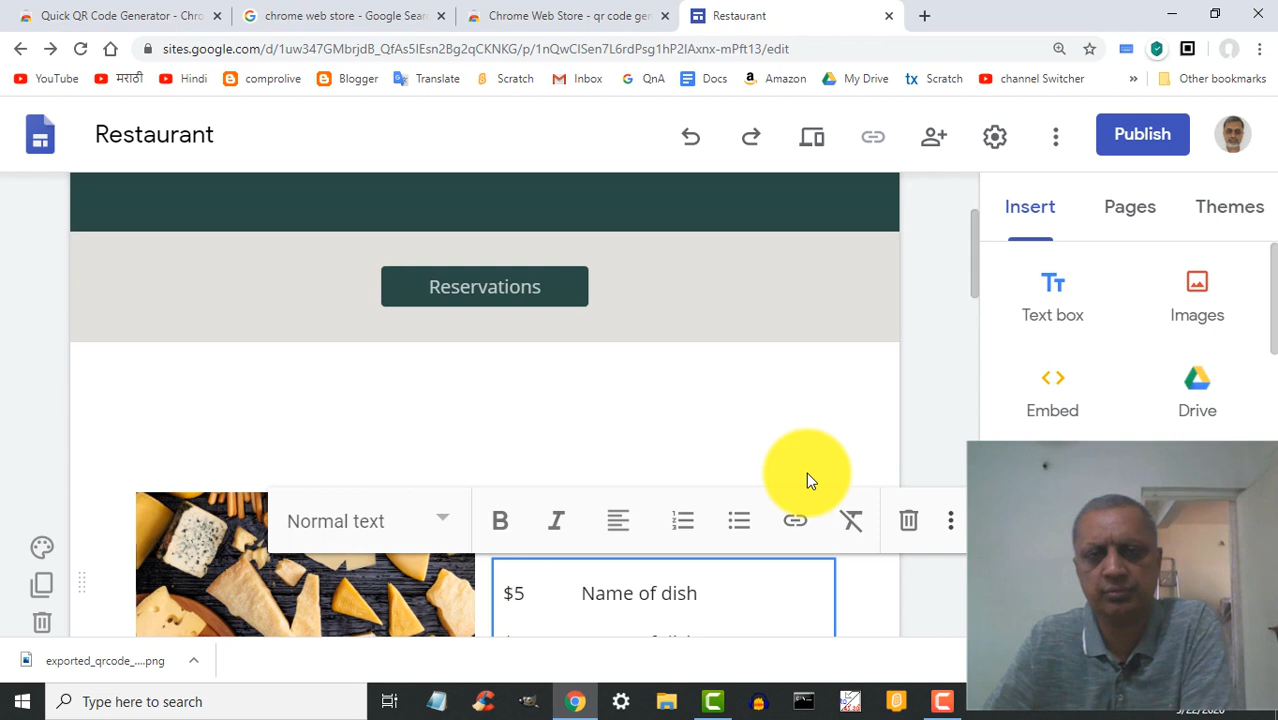 Quick QR Code Generator - Chro
chrome web store - Google Searc
Chrome Web Store - qr code gen
Restaurant
sites.google.com/d/1uw347GMbrjdB_QfAs5lEsn2Bg2qCKNKG/p/1nQwClSen7L6rdPsg1hP2lAxnx-mPft13/edit
YouTube
मराठी
Hindi
comprolive
Blogger
Translate
Scratch
Inbox
QnA
Docs
Amazon
My Drive
tx Scratch
channel Switcher
Other bookmarks
Restaurant
Publish
Insert
Pages
Themes
Reservations
Text box
Images
Embed
Drive
Normal text
$5 Name of dish
exported_qrcode_....png
Type here to search